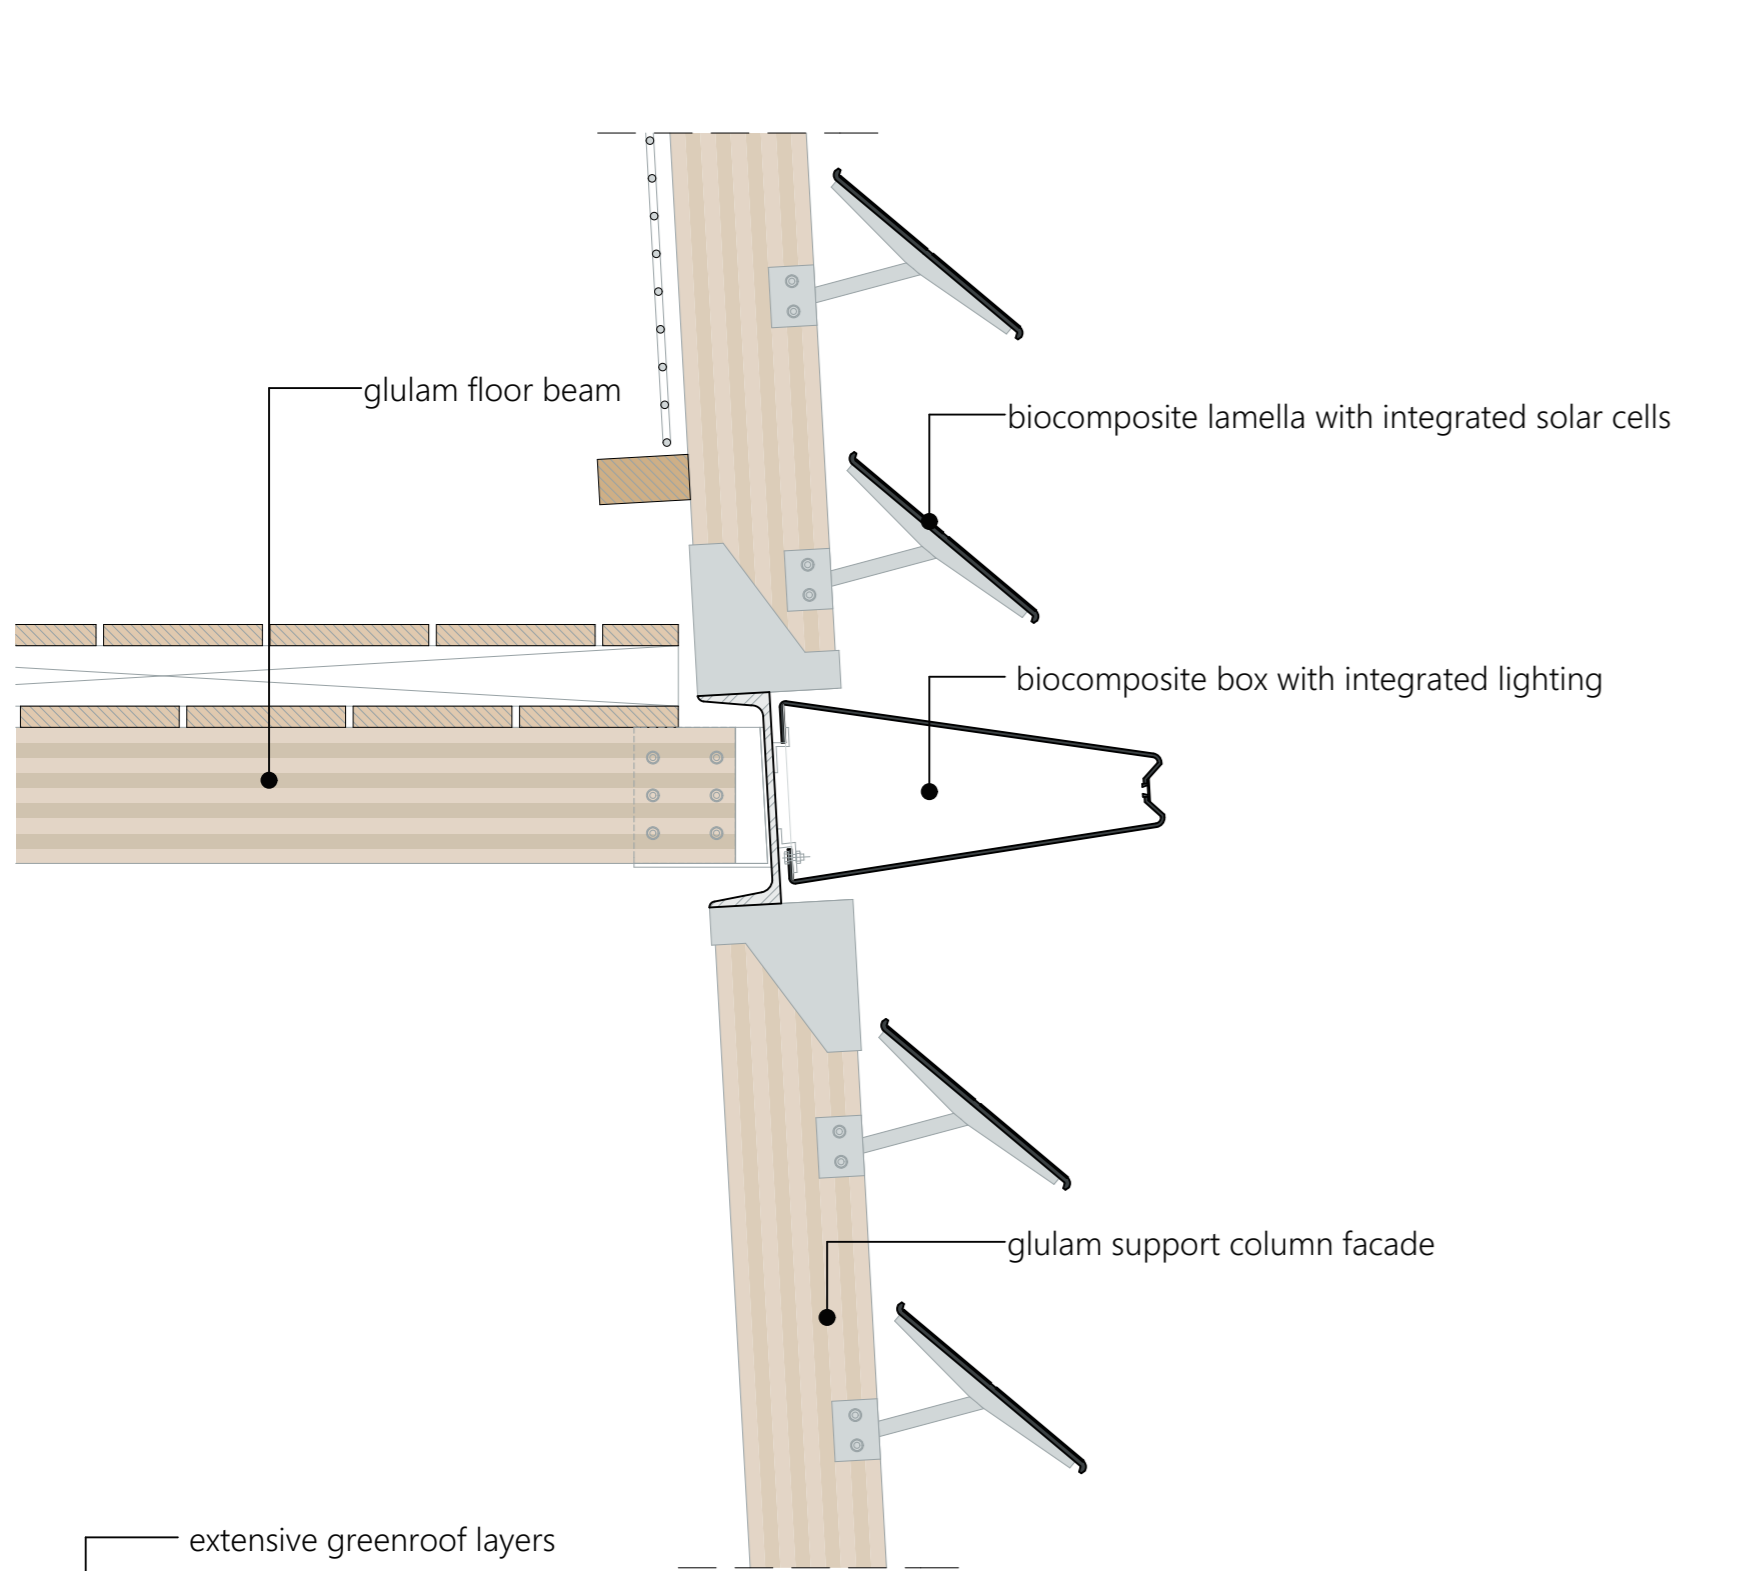 glulam floor beam
biocomposite lamella with integrated solar cells
biocomposite box with integrated lighting
glulam support column facade
extensive greenroof layers